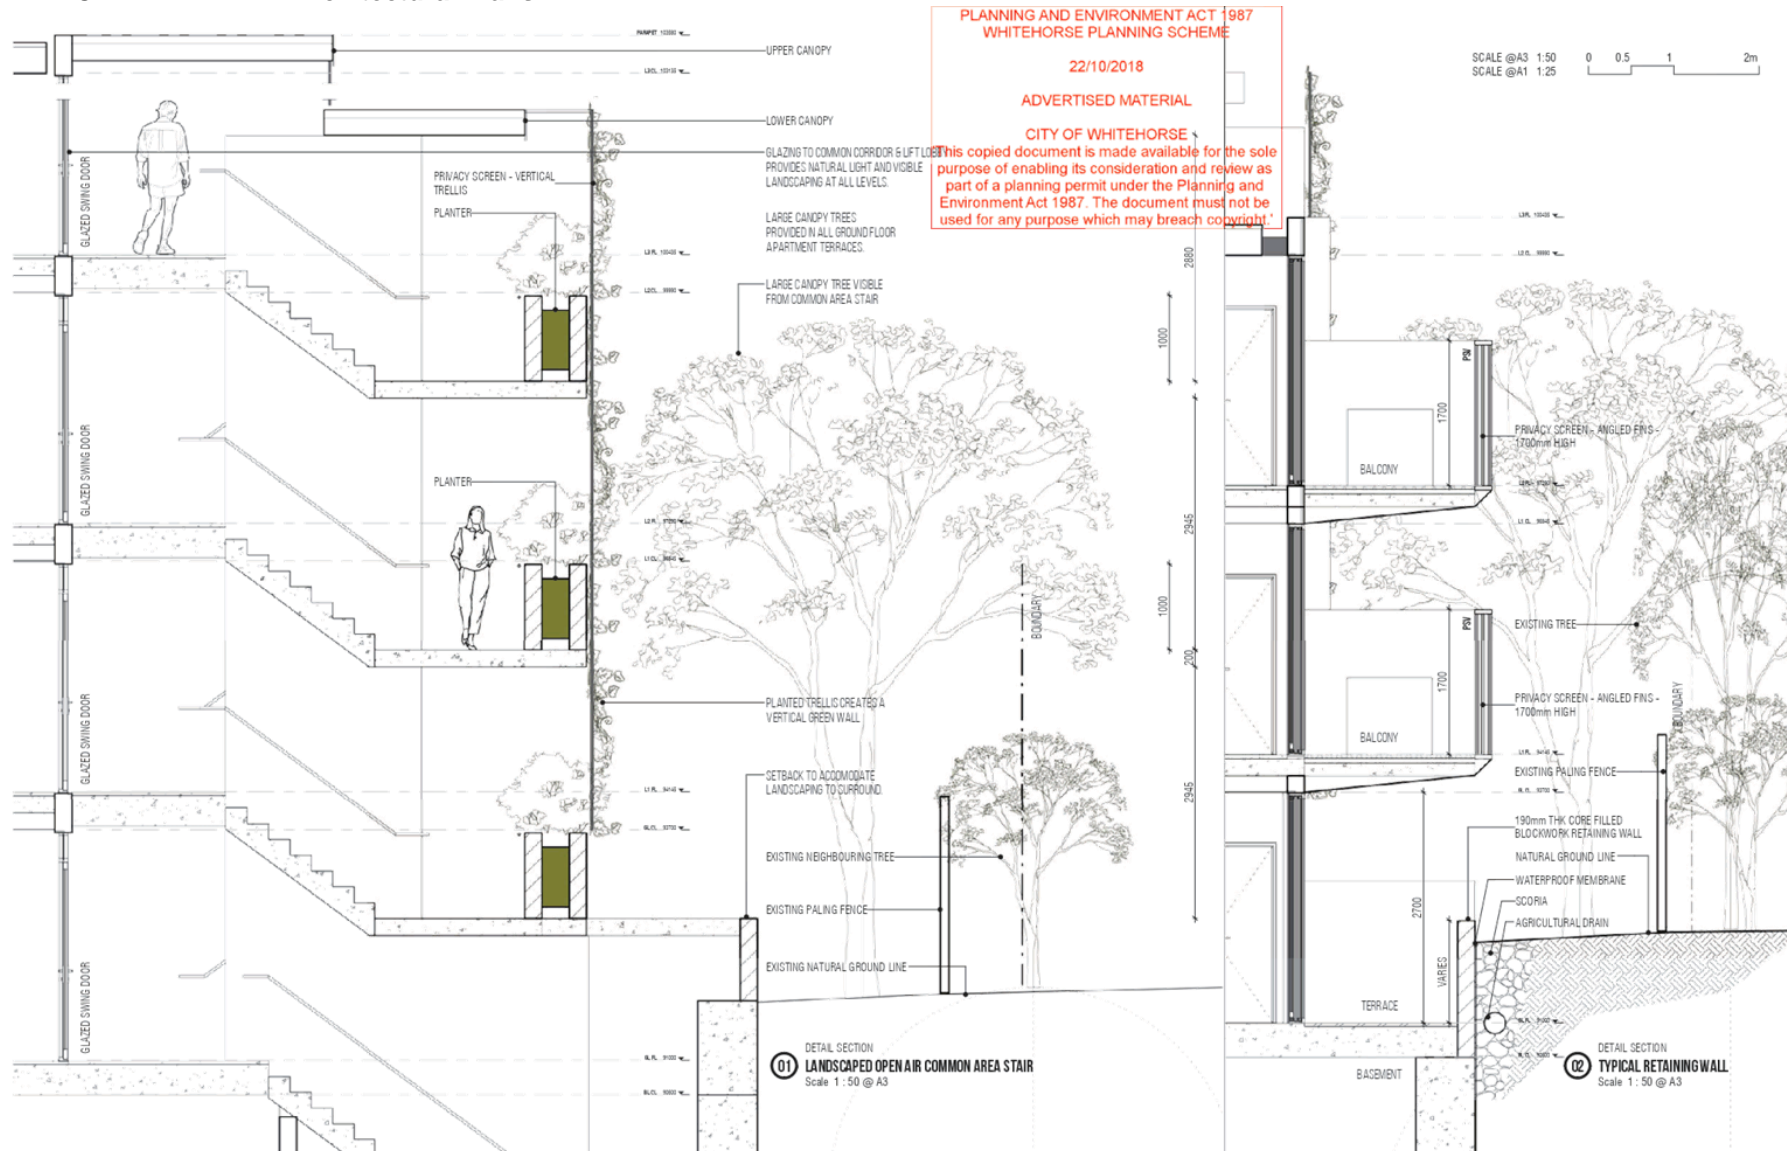 PLANNING AND ENVIRONMENT ACT 1987
WHITEHORSE PLANNING SCHEME
22/10/2018
ADVERTISED MATERIAL
CITY OF WHITEHORSE
'This copied document is made available for the sole
purpose of enabling its consideration and review as
part of a planning permit under the Planning and
Environment Act 1987. The document must not be
used for any purpose which may breach copyright.'
SCALE @A3 1:50
SCALE @A1 1:25
0 0.5 1 2m
UPPER CANOPY
LOWER CANOPY
GLAZING TO COMMON CORRIDOR & LIFT LOBBY
PROVIDES NATURAL LIGHT AND VISIBLE
LANDSCAPING AT ALL LEVELS.
PRIVACY SCREEN - VERTICAL
TRELLIS
PLANTER
LARGE CANOPY TREES
PROVIDED IN ALL GROUND FLOOR
APARTMENT TERRACES.
LARGE CANOPY TREE VISIBLE
FROM COMMON AREA STAIR
GLAZED SWING DOOR
GLAZED SWING DOOR
PLANTER
GLAZED SWING DOOR
PLANTED TRELLIS CREATES A
VERTICAL GREEN WALL
SETBACK TO ACCOMODATE
LANDSCAPING TO SURROUND
EXISTING NEIGHBOURING TREE
EXISTING PALING FENCE
EXISTING NATURAL GROUND LINE
GLAZED SWING DOOR
BOUNDARY
2880
1000
2945
1000
200
2945
01
DETAIL SECTION
LANDSCAPED OPEN AIR COMMON AREA STAIR
Scale 1 : 50 @ A3
PSV
1700
PRIVACY SCREEN - ANGLED FINS -
1700mm HIGH
BALCONY
EXISTING TREE
PSV
1700
PRIVACY SCREEN - ANGLED FINS -
1700mm HIGH
BOUNDARY
BALCONY
EXISTING PALING FENCE
190mm THK CORE FILLED
BLOCKWORK RETAINING WALL
NATURAL GROUND LINE
WATERPROOF MEMBRANE
SCORIA
AGRICULTURAL DRAIN
2700
VARIES
TERRACE
BASEMENT
02
DETAIL SECTION
TYPICAL RETAINING WALL
Scale 1 : 50 @ A3